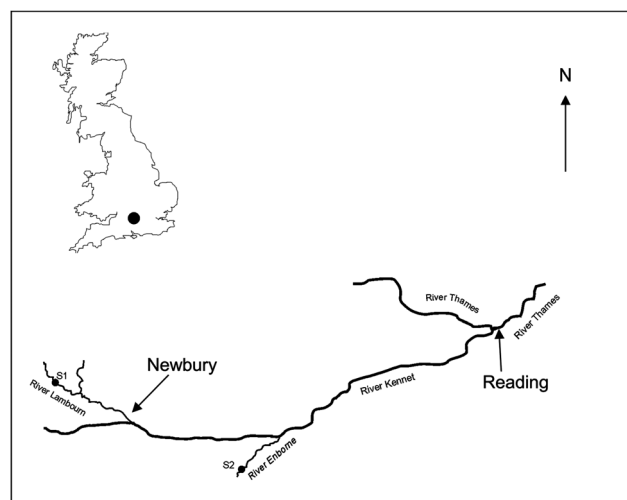 N
River Thames
River Thames
Newbury
S1
River Lambourn
Reading
River Kennet
S2
River Enborne